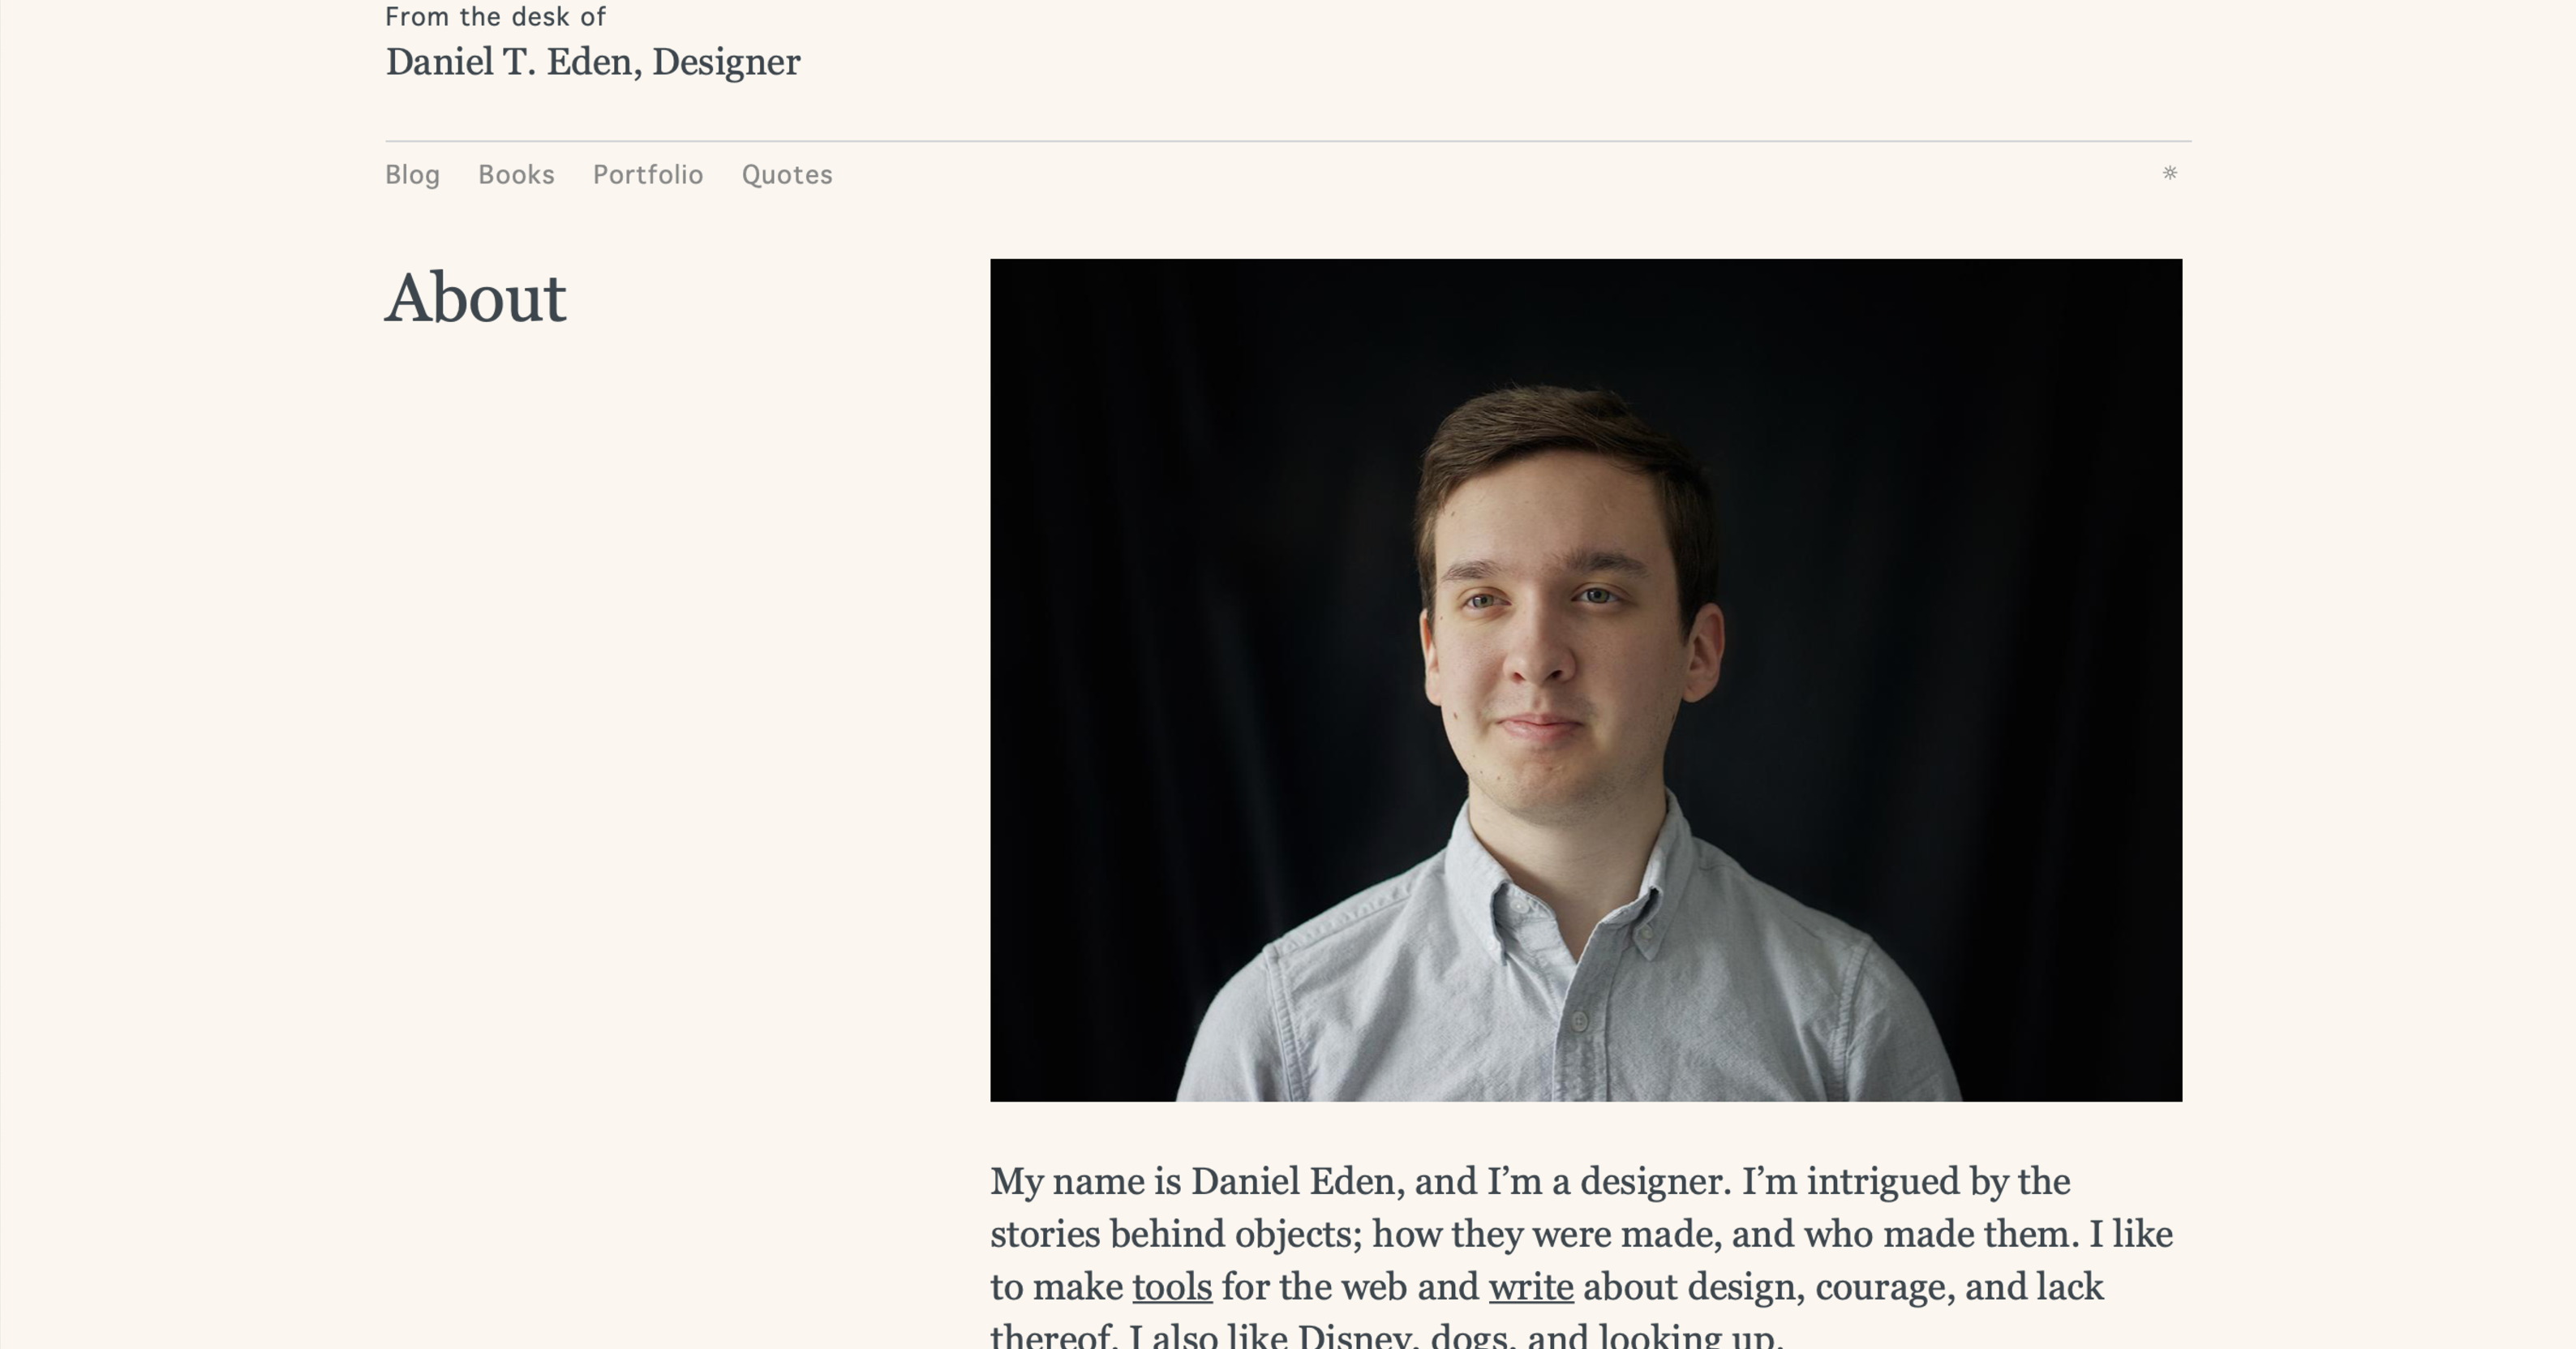 From the desk of
Daniel T. Eden, Designer
Blog Books Portfolio Quotes
About
My name is Daniel Eden, and I’m a designer. I’m intrigued by the
stories behind objects; how they were made, and who made them. I like
to make tools for the web and write about design, courage, and lack
thereof. I also like Disney, dogs, and looking up.